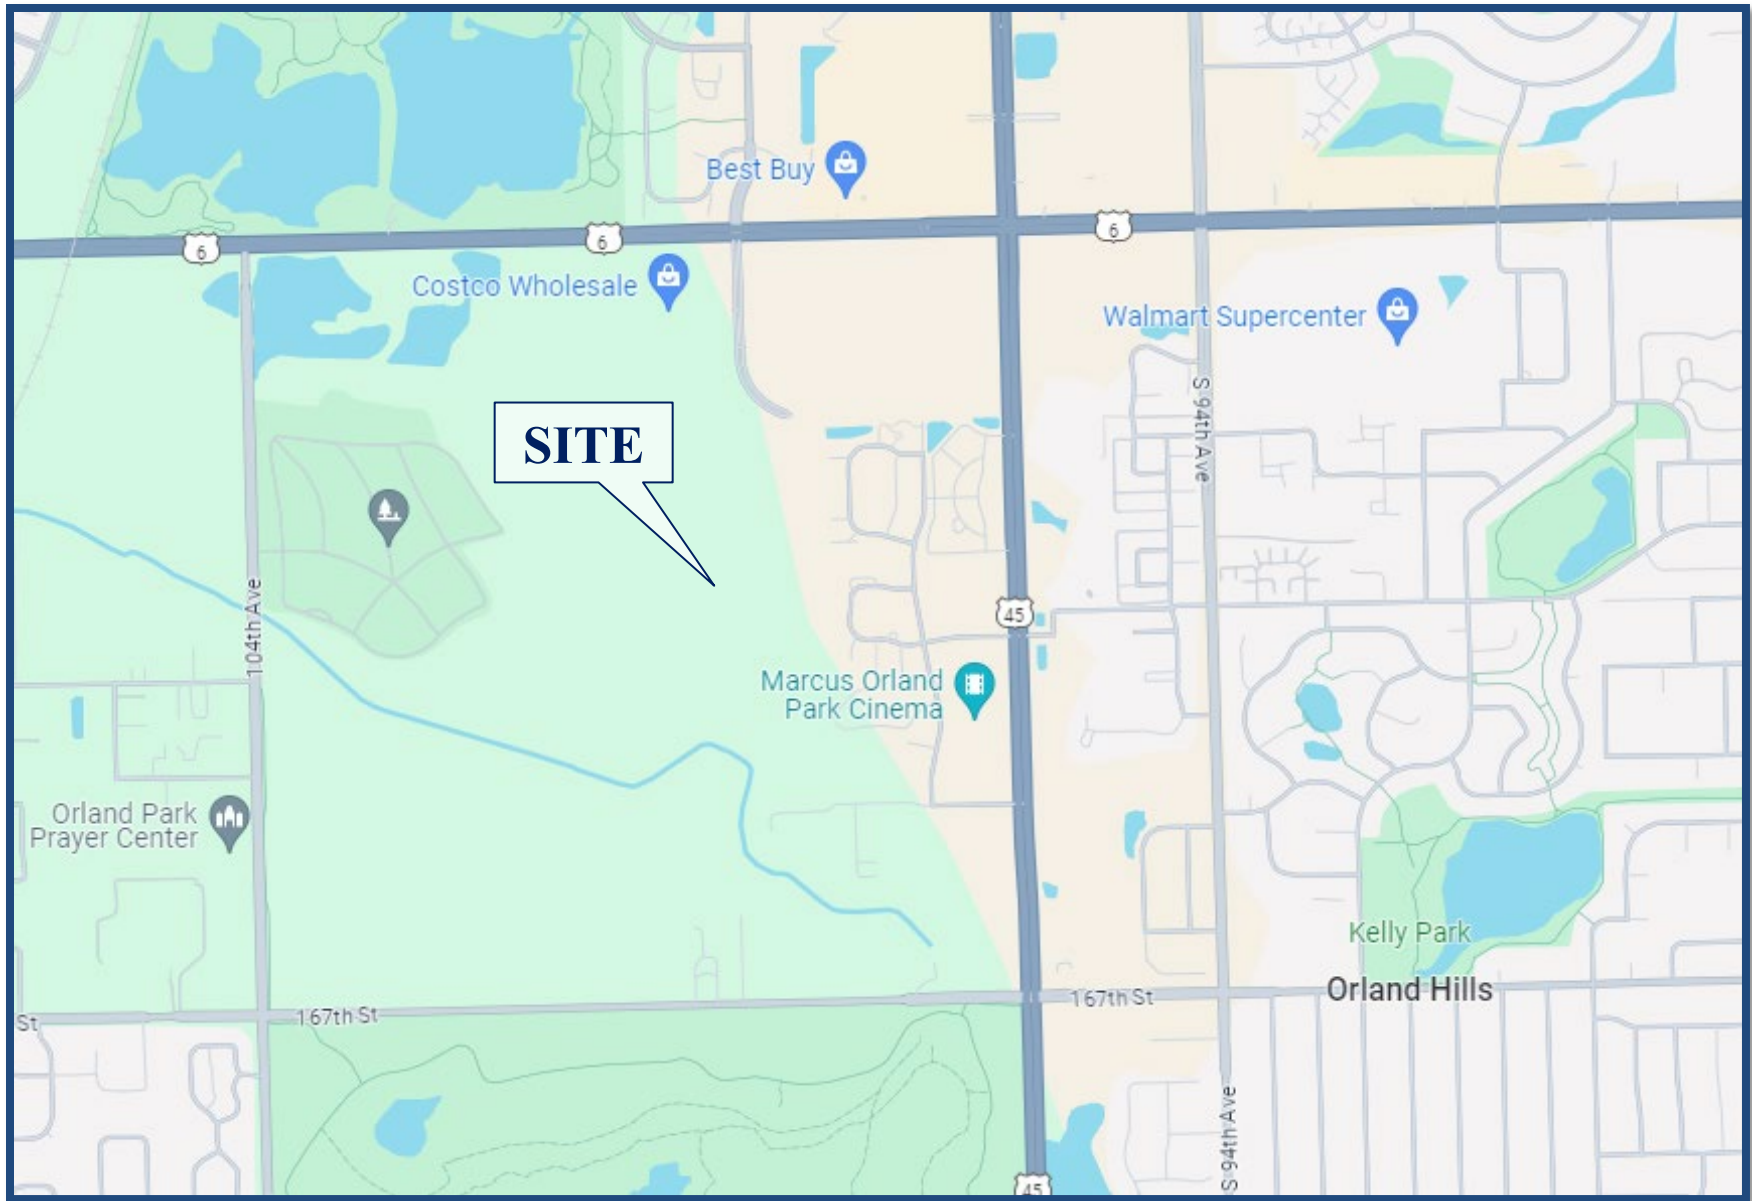 Best Buy
6
6
6
Costco Wholesale
Walmart Supercenter
S 94th Ave
SITE
104th Ave
45
Marcus Orland
Park Cinema
Orland Park
Prayer Center
Kelly Park
Orland Hills
167th St
167th St
St
S 94th Ave
45